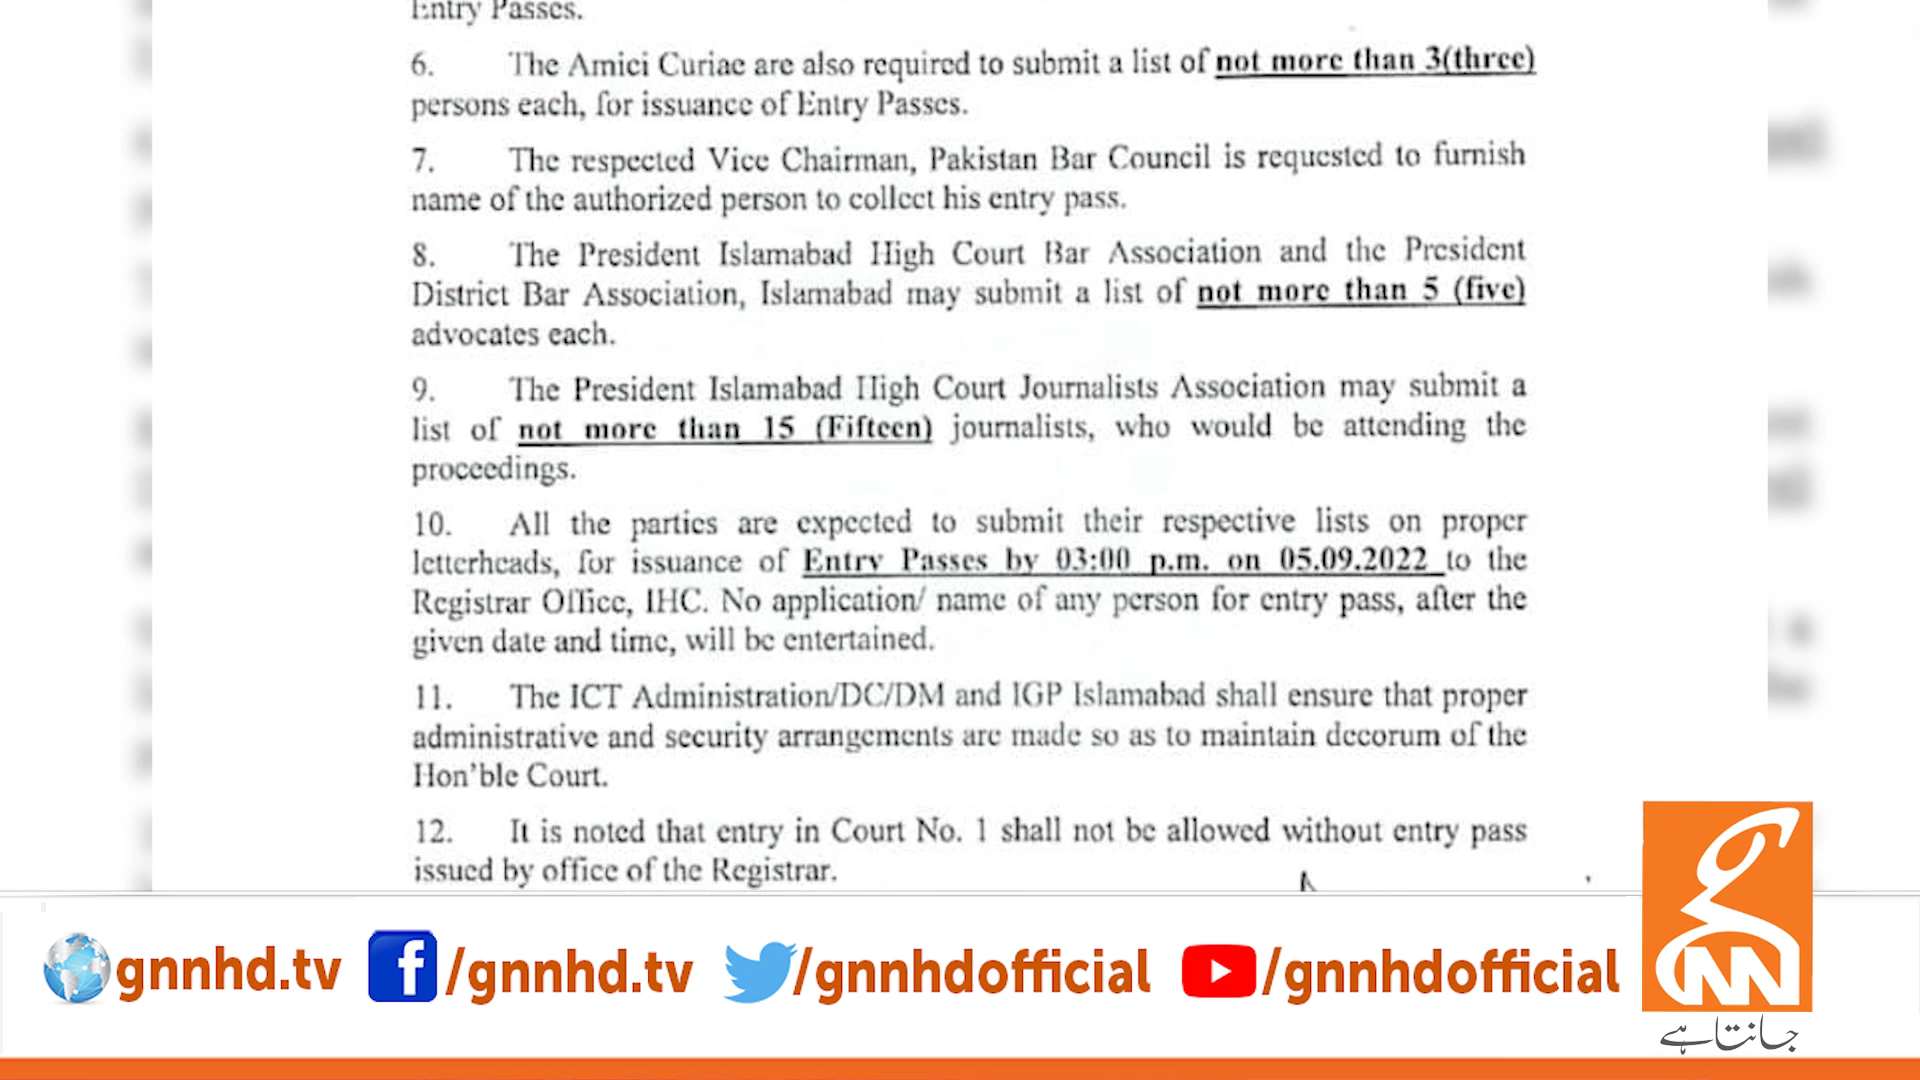 Entry Passes.
6. The Amici Curiae are also required to submit a list of not more than 3(three)
persons each, for issuance of Entry Passes.
7. The respected Vice Chairman, Pakistan Bar Council is requested to furnish
name of the authorized person to collect his entry pass.
8. The President Islamabad High Court Bar Association and the President
District Bar Association, Islamabad may submit a list of not more than 5 (five)
advocates each.
9. The President Islamabad High Court Journalists Association may submit a
list of not more than 15 (Fifteen) journalists, who would be attending the
proceedings.
10. All the parties are expected to submit their respective lists on proper
letterheads, for issuance of Entry Passes by 03:00 p.m. on 05.09.2022 to the
Registrar Office, IHC. No application/ name of any person for entry pass, after the
given date and time, will be entertained.
11. The ICT Administration/DC/DM and IGP Islamabad shall ensure that proper
administrative and security arrangements are made so as to maintain decorum of the
Hon'ble Court.
12. It is noted that entry in Court No. 1 shall not be allowed without entry pass
issued by office of the Registrar.
gnnhd.tv /gnnhd.tv /gnnhdofficial /gnnhdofficial
GNN
جانتا ہے